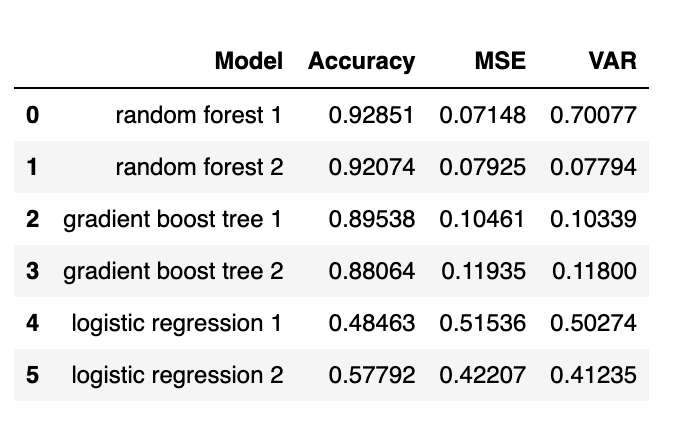 Model Accuracy MSE VAR
0 random forest 1 0.92851 0.07148 0.70077
1 random forest 2 0.92074 0.07925 0.07794
2 gradient boost tree 1 0.89538 0.10461 0.10339
3 gradient boost tree 2 0.88064 0.11935 0.11800
4 logistic regression 1 0.48463 0.51536 0.50274
5 logistic regression 2 0.57792 0.42207 0.41235